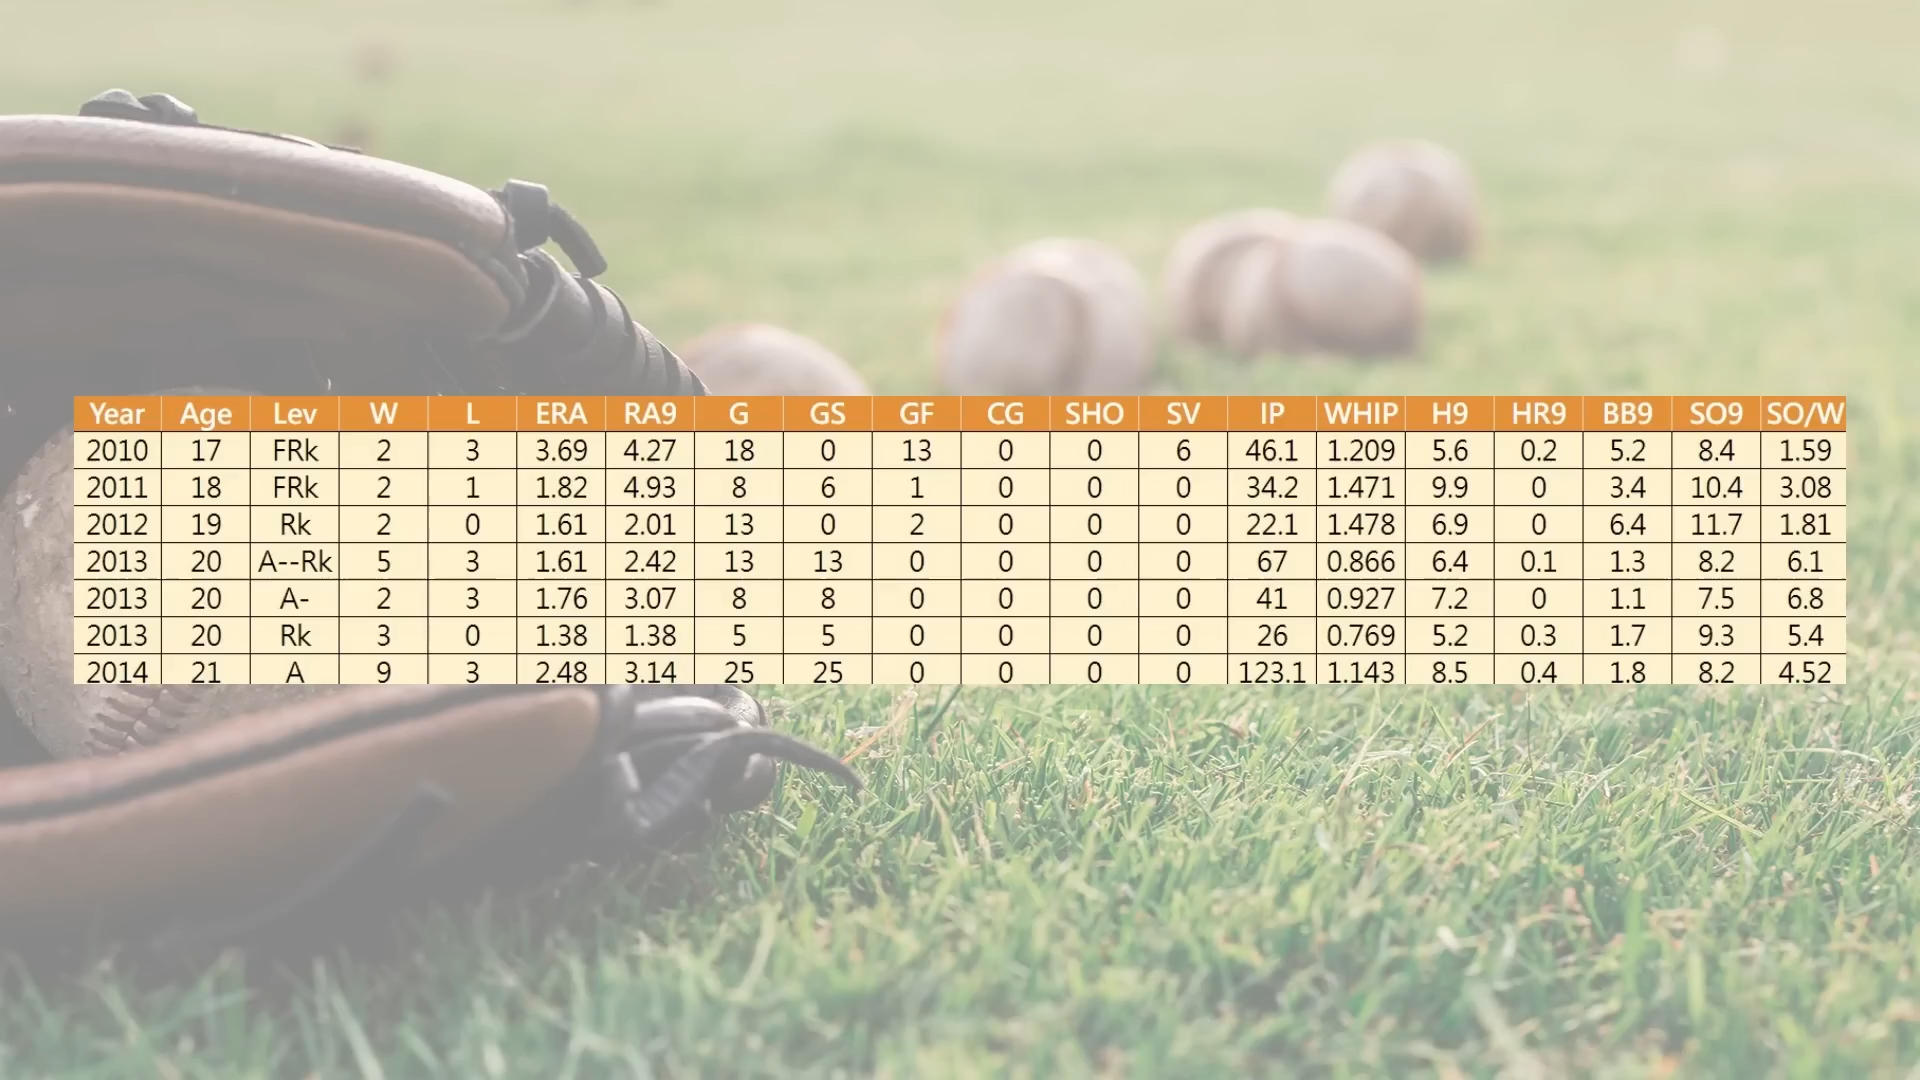 Year Age Lev W L ERA RA9 G GS GF CG SHO SV IP WHIP H9 HR9 BB9 SO9 SO/W
2010 17 FRk 2 3 3.69 4.27 18 0 13 0 0 6 46.1 1.209 5.6 0.2 5.2 8.4 1.59
2011 18 FRk 2 1 1.82 4.93 8 6 1 0 0 0 34.2 1.471 9.9 0 3.4 10.4 3.08
2012 19 Rk 2 0 1.61 2.01 13 0 2 0 0 0 22.1 1.478 6.9 0 6.4 11.7 1.81
2013 20 A--Rk 5 3 1.61 2.42 13 13 0 0 0 0 67 0.866 6.4 0.1 1.3 8.2 6.1
2013 20 A- 2 3 1.76 3.07 8 8 0 0 0 0 41 0.927 7.2 0 1.1 7.5 6.8
2013 20 Rk 3 0 1.38 1.38 5 5 0 0 0 0 26 0.769 5.2 0.3 1.7 9.3 5.4
2014 21 A 9 3 2.48 3.14 25 25 0 0 0 0 123.1 1.143 8.5 0.4 1.8 8.2 4.52